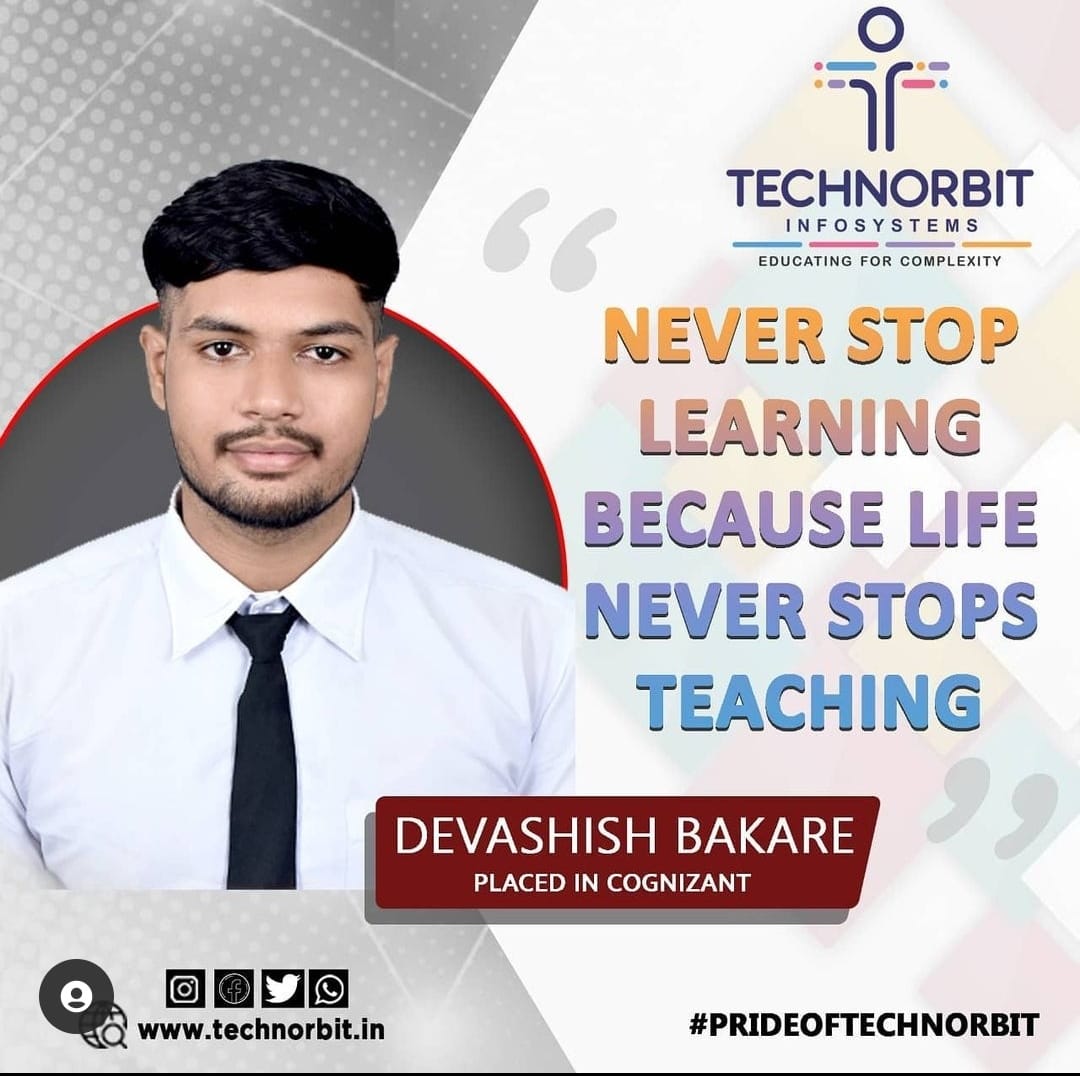 TECHNORBIT
INFOSYSTEMS
EDUCATING FOR COMPLEXITY
NEVER STOP
LEARNING
BECAUSE LIFE
NEVER STOPS
TEACHING
DEVASHISH BAKARE
PLACED IN COGNIZANT
www.technorbit.in
#PRIDEOFTECHNORBIT